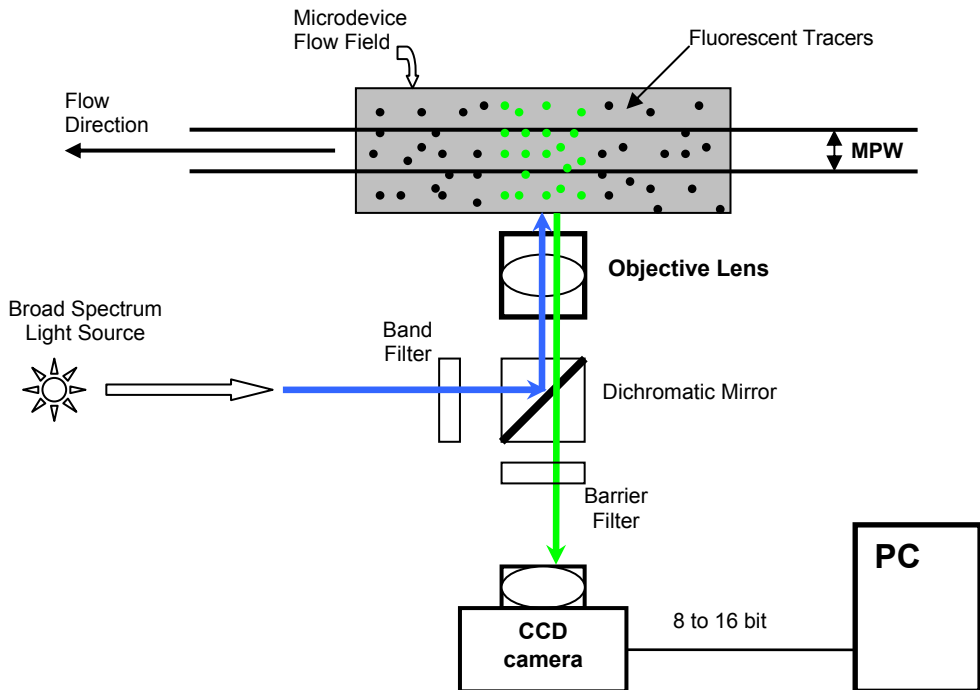 Microdevice
Flow Field
Fluorescent Tracers
Flow
Direction
MPW
Objective Lens
Broad Spectrum
Light Source
Band
Filter
Dichromatic Mirror
Barrier
Filter
PC
8 to 16 bit
CCD
camera